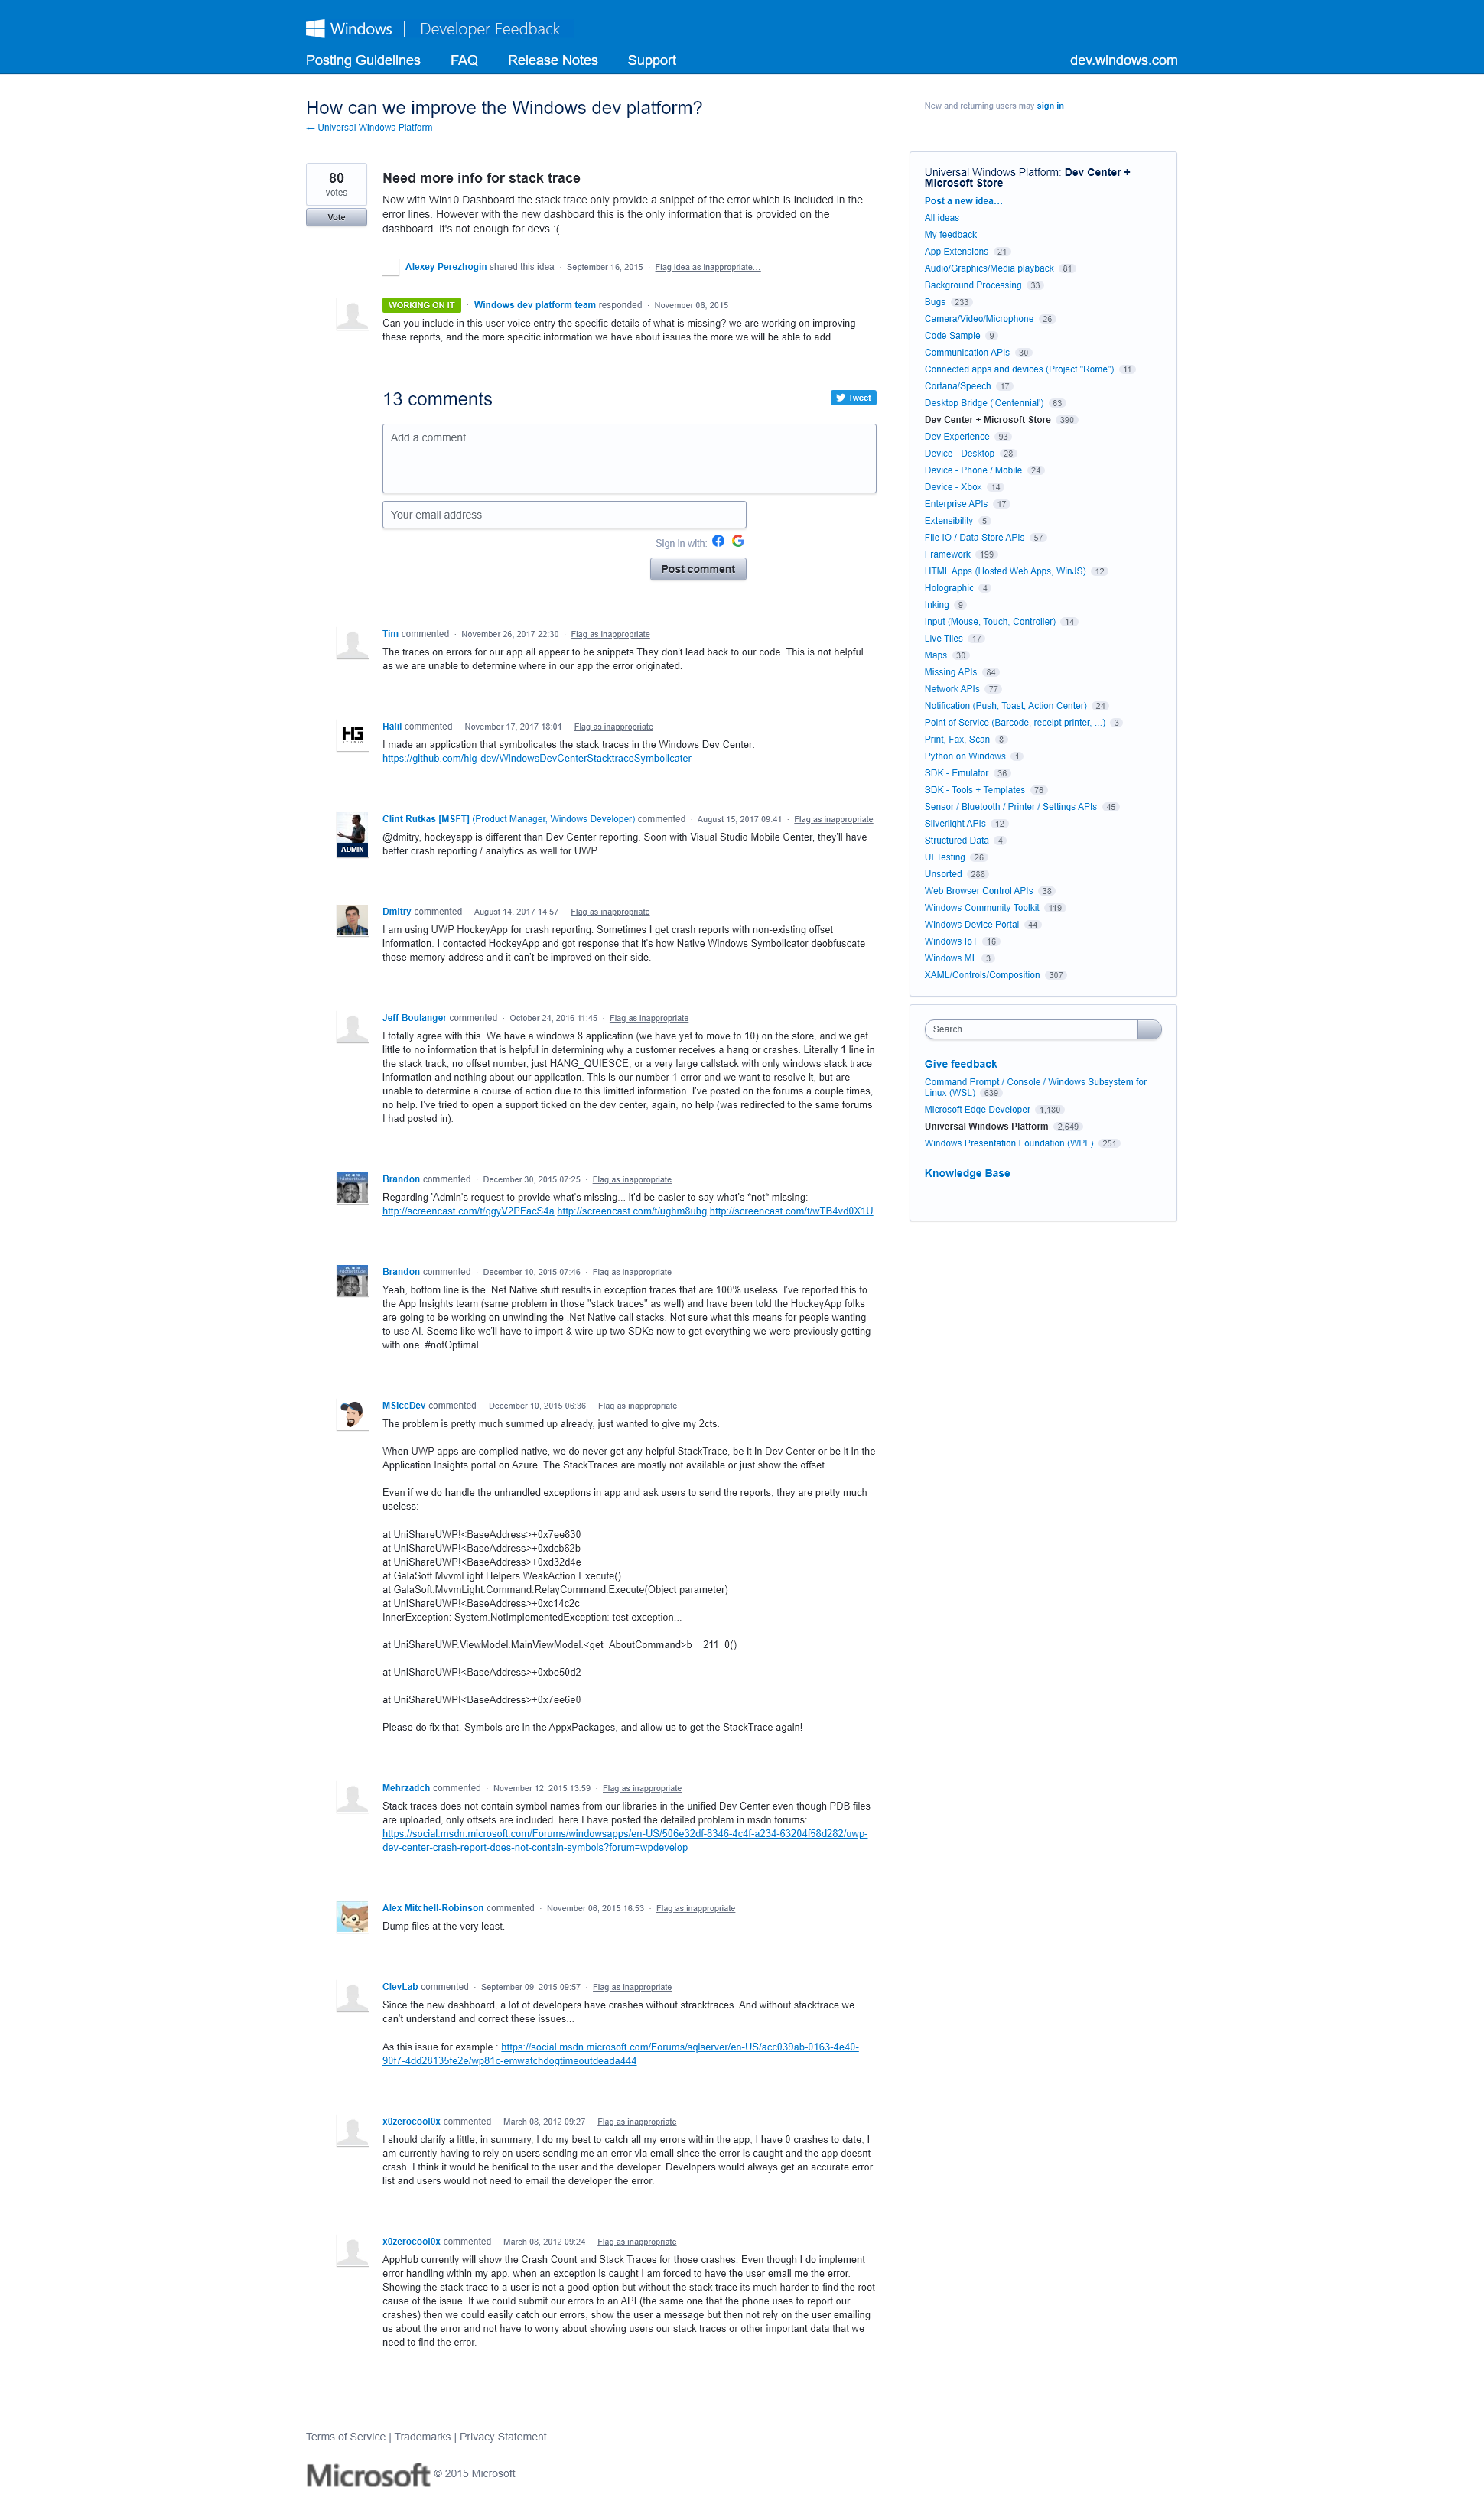 Windows | Developer Feedback
Posting Guidelines FAQ Release Notes Support dev.windows.com
How can we improve the Windows dev platform?
← Universal Windows Platform
New and returning users may sign in
80
votes
Vote
Need more info for stack trace
Now with Win10 Dashboard the stack trace only provide a snippet of the error which is included in the
error lines. However with the new dashboard this is the only information that is provided on the
dashboard. It's not enough for devs :(
Alexey Perezhogin shared this idea · September 16, 2015 · Flag idea as inappropriate…
WORKING ON IT · Windows dev platform team responded · November 06, 2015
Can you include in this user voice entry the specific details of what is missing? we are working on improving
these reports, and the more specific information we have about issues the more we will be able to add.
13 comments
Tweet
Add a comment…
Your email address
Sign in with:
Post comment
Tim commented · November 26, 2017 22:30 · Flag as inappropriate
The traces on errors for our app all appear to be snippets They don't lead back to our code. This is not helpful
as we are unable to determine where in our app the error originated.
HG
STUDIO
Halil commented · November 17, 2017 18:01 · Flag as inappropriate
I made an application that symbolicates the stack traces in the Windows Dev Center:
https://github.com/hig-dev/WindowsDevCenterStacktraceSymbolicater
ADMIN
Clint Rutkas [MSFT] (Product Manager, Windows Developer) commented · August 15, 2017 09:41 · Flag as inappropriate
@dmitry, hockeyapp is different than Dev Center reporting. Soon with Visual Studio Mobile Center, they'll have
better crash reporting / analytics as well for UWP.
Dmitry commented · August 14, 2017 14:57 · Flag as inappropriate
I am using UWP HockeyApp for crash reporting. Sometimes I get crash reports with non-existing offset
information. I contacted HockeyApp and got response that it's how Native Windows Symbolicator deobfuscate
those memory address and it can't be improved on their side.
Jeff Boulanger commented · October 24, 2016 11:45 · Flag as inappropriate
I totally agree with this. We have a windows 8 application (we have yet to move to 10) on the store, and we get
little to no information that is helpful in determining why a customer receives a hang or crashes. Literally 1 line in
the stack track, no offset number, just HANG_QUIESCE, or a very large callstack with only windows stack
trace information and nothing about our application. This is our number 1 error and we want to resolve it, but are
unable to determine a course of action due to this limitted information. I've posted on the forums a couple times,
no help. I've tried to open a support ticked on the dev center, again, no help (was redirected to the same forums
I had posted in).
Brandon commented · December 30, 2015 07:25 · Flag as inappropriate
Regarding 'Admin's request to provide what's missing... it'd be easier to say what's *not* missing:
http://screencast.com/t/qgyV2PFacS4a http://screencast.com/t/ughm8uhg http://screencast.com/t/wTB4vd0X1U
Brandon commented · December 10, 2015 07:46 · Flag as inappropriate
Yeah, bottom line is the .Net Native stuff results in exception traces that are 100% useless. I've reported this to
the App Insights team (same problem in those "stack traces" as well) and have been told the HockeyApp folks
are going to be working on unwinding the .Net Native call stacks. Not sure what this means for people wanting
to use AI. Seems like we'll have to import & wire up two SDKs now to get everything we were previously getting
with one. #notOptimal
MSiccDev commented · December 10, 2015 06:36 · Flag as inappropriate
The problem is pretty much summed up already, just wanted to give my 2cts.
When UWP apps are compiled native, we do never get any helpful StackTrace, be it in Dev Center or be it in the
Application Insights portal on Azure. The StackTraces are mostly not available or just show the offset.
Even if we do handle the unhandled exceptions in app and ask users to send the reports, they are pretty much
useless:
at UniShareUWP!<BaseAddress>+0x7ee830
at UniShareUWP!<BaseAddress>+0xdcb62b
at UniShareUWP!<BaseAddress>+0xd32d4e
at GalaSoft.MvvmLight.Helpers.WeakAction.Execute()
at GalaSoft.MvvmLight.Command.RelayCommand.Execute(Object parameter)
at UniShareUWP!<BaseAddress>+0xc14c2c
InnerException: System.NotImplementedException: test exception...
at UniShareUWP.ViewModel.MainViewModel.<get_AboutCommand>b__211_0()
at UniShareUWP!<BaseAddress>+0xbe50d2
at UniShareUWP!<BaseAddress>+0x7ee6e0
Please do fix that, Symbols are in the AppxPackages, and allow us to get the StackTrace again!
Mehrzadch commented · November 12, 2015 13:59 · Flag as inappropriate
Stack traces does not contain symbol names from our libraries in the unified Dev Center even though PDB files
are uploaded, only offsets are included. here I have posted the detailed problem in msdn forums:
https://social.msdn.microsoft.com/Forums/windowsapps/en-US/506e32df-8346-4c4f-a234-63204f58d282/uwp-
dev-center-crash-report-does-not-contain-symbols?forum=wpdevelop
Alex Mitchell-Robinson commented · November 06, 2015 16:53 · Flag as inappropriate
Dump files at the very least.
ClevLab commented · September 09, 2015 09:57 · Flag as inappropriate
Since the new dashboard, a lot of developers have crashes without stracktraces. And without stacktrace we
can't understand and correct these issues...
As this issue for example : https://social.msdn.microsoft.com/Forums/sqlserver/en-US/acc039ab-0163-4e40-
90f7-4dd28135fe2e/wp81c-emwatchdogtimeoutdeada444
x0zerocool0x commented · March 08, 2012 09:27 · Flag as inappropriate
I should clarify a little, in summary, I do my best to catch all my errors within the app, I have 0 crashes to date, I
am currently having to rely on users sending me an error via email since the error is caught and the app doesnt
crash. I think it would be benifical to the user and the developer. Developers would always get an accurate error
list and users would not need to email the developer the error.
x0zerocool0x commented · March 08, 2012 09:24 · Flag as inappropriate
AppHub currently will show the Crash Count and Stack Traces for those crashes. Even though I do implement
error handling within my app, when an exception is caught I am forced to have the user email me the error.
Showing the stack trace to a user is not a good option but without the stack trace its much harder to find the root
cause of the issue. If we could submit our errors to an API (the same one that the phone uses to report our
crashes) then we could easily catch our errors, show the user a message but then not rely on the user emailing
us about the error and not have to worry about showing users our stack traces or other important data that we
need to find the error.
Universal Windows Platform: Dev Center +
Microsoft Store
Post a new idea…
All ideas
My feedback
App Extensions 21
Audio/Graphics/Media playback 81
Background Processing 33
Bugs 233
Camera/Video/Microphone 26
Code Sample 9
Communication APIs 30
Connected apps and devices (Project "Rome") 11
Cortana/Speech 17
Desktop Bridge ('Centennial') 63
Dev Center + Microsoft Store 390
Dev Experience 93
Device - Desktop 28
Device - Phone / Mobile 24
Device - Xbox 14
Enterprise APIs 17
Extensibility 5
File IO / Data Store APIs 57
Framework 199
HTML Apps (Hosted Web Apps, WinJS) 12
Holographic 4
Inking 9
Input (Mouse, Touch, Controller) 14
Live Tiles 17
Maps 30
Missing APIs 84
Network APIs 77
Notification (Push, Toast, Action Center) 24
Point of Service (Barcode, receipt printer, ...) 3
Print, Fax, Scan 8
Python on Windows 1
SDK - Emulator 36
SDK - Tools + Templates 76
Sensor / Bluetooth / Printer / Settings APIs 45
Silverlight APIs 12
Structured Data 4
UI Testing 26
Unsorted 288
Web Browser Control APIs 38
Windows Community Toolkit 119
Windows Device Portal 44
Windows IoT 16
Windows ML 3
XAML/Controls/Composition 307
Search
Give feedback
Command Prompt / Console / Windows Subsystem for
Linux (WSL) 639
Microsoft Edge Developer 1,180
Universal Windows Platform 2,649
Windows Presentation Foundation (WPF) 251
Knowledge Base
Terms of Service | Trademarks | Privacy Statement
Microsoft © 2015 Microsoft